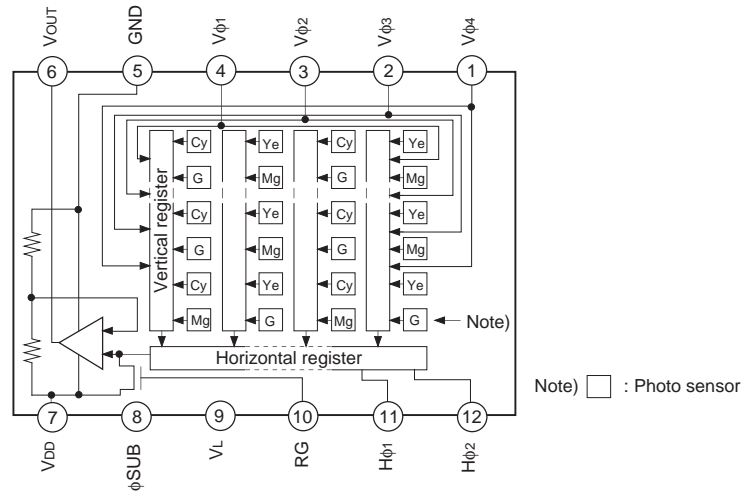 VOUT GND Vϕ1 Vϕ2 Vϕ3 Vϕ4
6 5 4 3 2 1
Vertical register
Cy Ye Cy Ye
G Mg G Mg
Cy Ye Cy Ye
G Mg G Mg
Cy Ye Cy Ye
Mg G Mg G Note)
Horizontal register
Note) : Photo sensor
7 8 9 10 11 12
VDD ϕSUB VL RG Hϕ1 Hϕ2